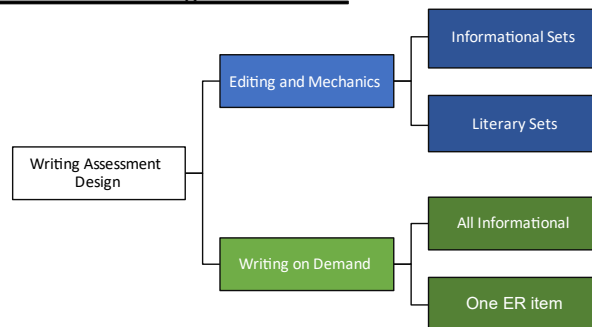 Informational Sets
Editing and Mechanics
Literary Sets
Writing Assessment
Design
All Informational
Writing on Demand
One ER item